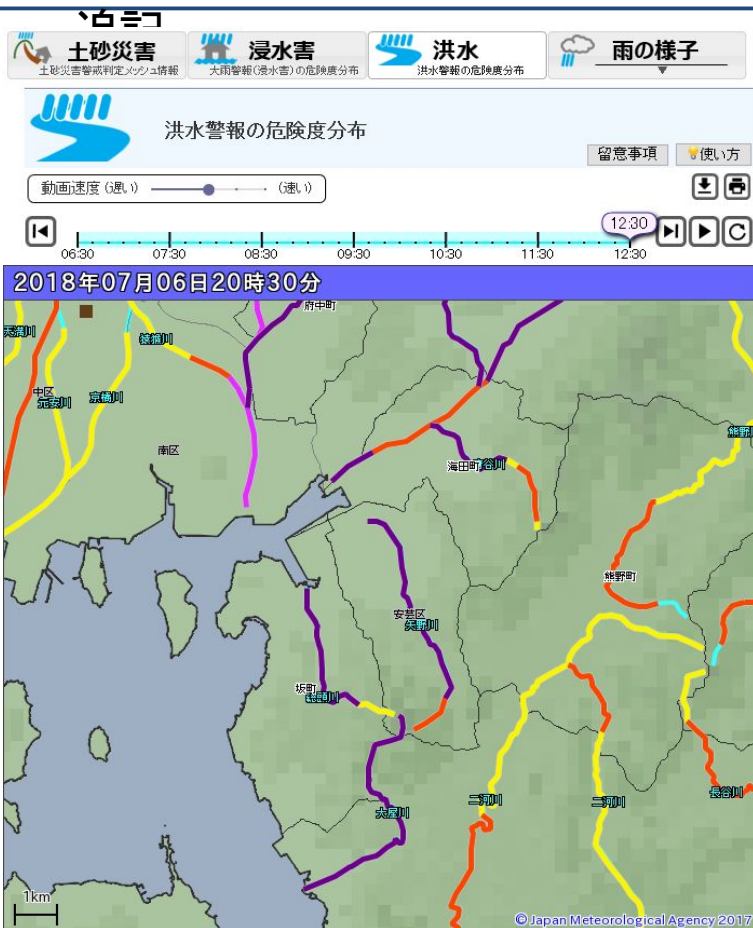 追記
土砂災害
土砂災害警戒判定メッシュ情報
浸水害
大雨警報(浸水害)の危険度分布
洪水
洪水警報の危険度分布
雨の様子
▼
洪水警報の危険度分布
留意事項
使い方
動画速度 (遅い)
(速い)
12:30
06:30 07:30 08:30 09:30 10:30 11:30 12:30
2018年07月06日20時30分
府中町
天満川
猿猴川
中区
元安川
京橋川
熊野川
南区
海田町
熊野町
安芸区
矢野川
坂町
総頭川
二河川
二河川
長谷川
大屋川
1km
© Japan Meteorological Agency 2017